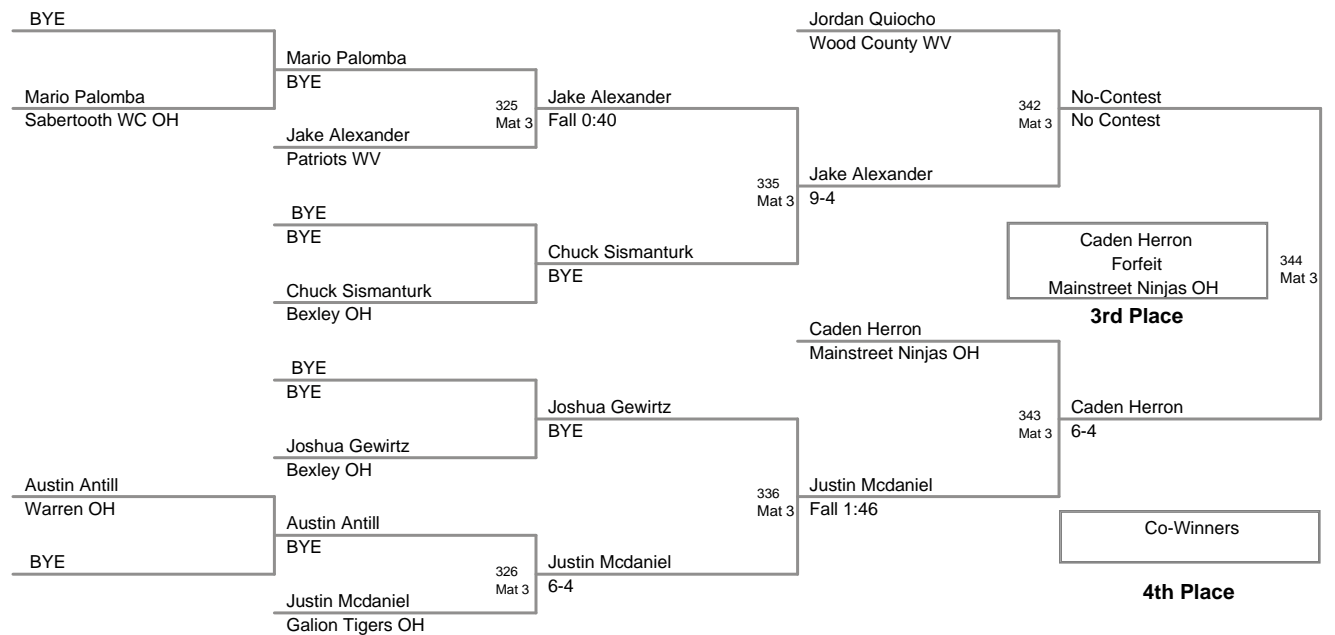 BYE
Mario Palomba
Sabertooth WC OH
Austin Antill
Warren OH
BYE
Mario Palomba
BYE
325
Mat 3
Jake Alexander
Patriots WV
BYE
BYE
Chuck Sismanturk
Bexley OH
BYE
BYE
Joshua Gewirtz
Bexley OH
Austin Antill
BYE
326
Mat 3
Justin Mcdaniel
Galion Tigers OH
Jake Alexander
Fall 0:40
335
Mat 3
Chuck Sismanturk
BYE
Joshua Gewirtz
BYE
336
Mat 3
Justin Mcdaniel
6-4
Jordan Quiocho
Wood County WV
342
Mat 3
Jake Alexander
9-4
Caden Herron
Mainstreet Ninjas OH
343
Mat 3
Justin Mcdaniel
Fall 1:46
No-Contest
No Contest
Caden Herron
Forfeit
Mainstreet Ninjas OH
3rd Place
344
Mat 3
Caden Herron
6-4
Co-Winners
4th Place